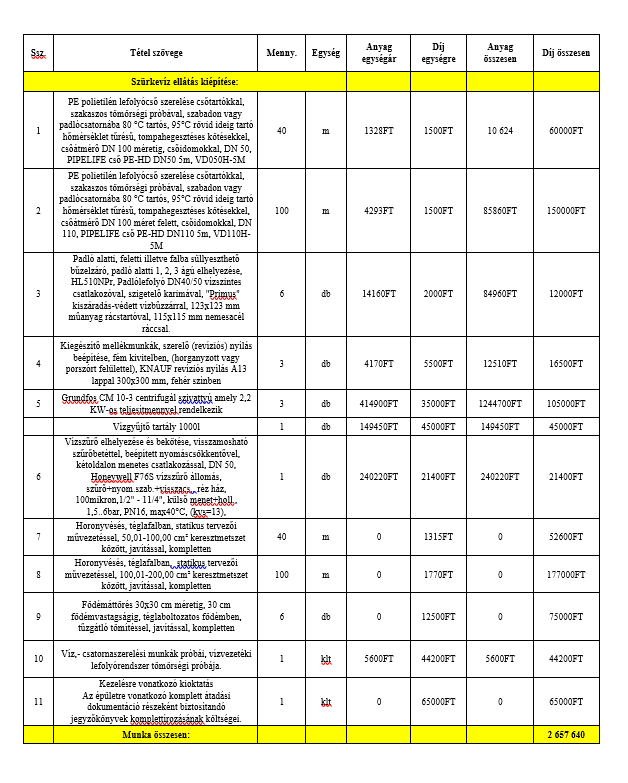 Ssz. Tétel szövege Menny. Egység Anyag egységár Díj egységre Anyag összesen Díj összesen
Szürkevíz ellátás kiépítése:
1 PE polietilén lefolyócső szerelése csőtartókkal, szakaszos tömörségi próbával, szabadon vagy padlócsatornába 80 °C tartós, 95°C rövid ideig tartó hőmérséklet tűrésű, tompahegesztéses kötésekkel, csőátmérő DN 100 méretig, csőidomokkal, DN 50, PIPELIFE cső PE-HD DN50 5m, VD050H-5M 40 m 1328FT 1500FT 10 624 60000FT
2 PE polietilén lefolyócső szerelése csőtartókkal, szakaszos tömörségi próbával, szabadon vagy padlócsatornába 80 °C tartós, 95°C rövid ideig tartó hőmérséklet tűrésű, tompahegesztéses kötésekkel, csőátmérő DN 100 méret felett, csőidomokkal, DN 110, PIPELIFE cső PE-HD DN110 5m, VD110H-5M 100 m 4293FT 1500FT 85860FT 150000FT
3 Padló alatti, feletti illetve falba süllyeszthető bűzelzáró, padló alatti 1, 2, 3 ágú elhelyezése, HL510NPr, Padlólefolyó DN40/50 vízszintes csatlakozóval, szigetelő karimával, "Primus" kiszáradás-védett vízbűzzárral, 123x123 mm műanyag rácstartóval, 115x115 mm nemesacél ráccsal. 6 db 14160FT 2000FT 84960FT 12000FT
4 Kiegészítő mellékmunkák, szerelő (revíziós) nyílás beépítése, fém kivitelben, (horganyzott vagy porszórt felülettel), KNAUF revíziós nyílás A13 lappal 300x300 mm, fehér színben 3 db 4170FT 5500FT 12510FT 16500FT
5 Grundfos CM 10-3 centrifugál szivattyú amely 2,2 KW-os teljesítménnyel rendelkezik 3 db 414900FT 35000FT 1244700FT 105000FT
Vízgyűjtő tartály 1000l 1 db 149450FT 45000FT 149450FT 45000FT
6 Vízszűrő elhelyezése és bekötése, visszamosható szűrőbetéttel, beépített nyomáscsökkentővel, kétoldalon menetes csatlakozással, DN 50, Honeywell F76S vízszűrő állomás, szűrő+nyom.szab.+visszacs., réz ház, 100mikron,1/2" - 11/4", külső menet+holl., 1,5..6bar, PN16, max40°C, (kvs=13), 1 db 240220FT 21400FT 240220FT 21400FT
7 Horonyvésés, téglafalban, statikus tervezői művezetéssel, 50,01-100,00 cm² keresztmetszet között, javítással, kompletten 40 m 0 1315FT 0 52600FT
8 Horonyvésés, téglafalban, statikus tervezői művezetéssel, 100,01-200,00 cm² keresztmetszet között, javítással, kompletten 100 m 0 1770FT 0 177000FT
9 Födémáttörés 30x30 cm méretig, 30 cm födémvastagságig, téglaboltozatos födémben, tűzgátló tömítéssel, javítással, kompletten 6 db 0 12500FT 0 75000FT
10 Víz,- csatornaszerelési munkák próbái, vízvezetéki lefolyórendszer tömörségi próbája. 1 klt 5600FT 44200FT 5600FT 44200FT
11 Kezelésre vonatkozó kioktatás Az épületre vonatkozó komplett átadási dokumentáció részeként biztosítandó jegyzőkönyvek komplettírozásának költségei. 1 klt 0 65000FT 0 65000FT
Munka összesen: 2 657 640